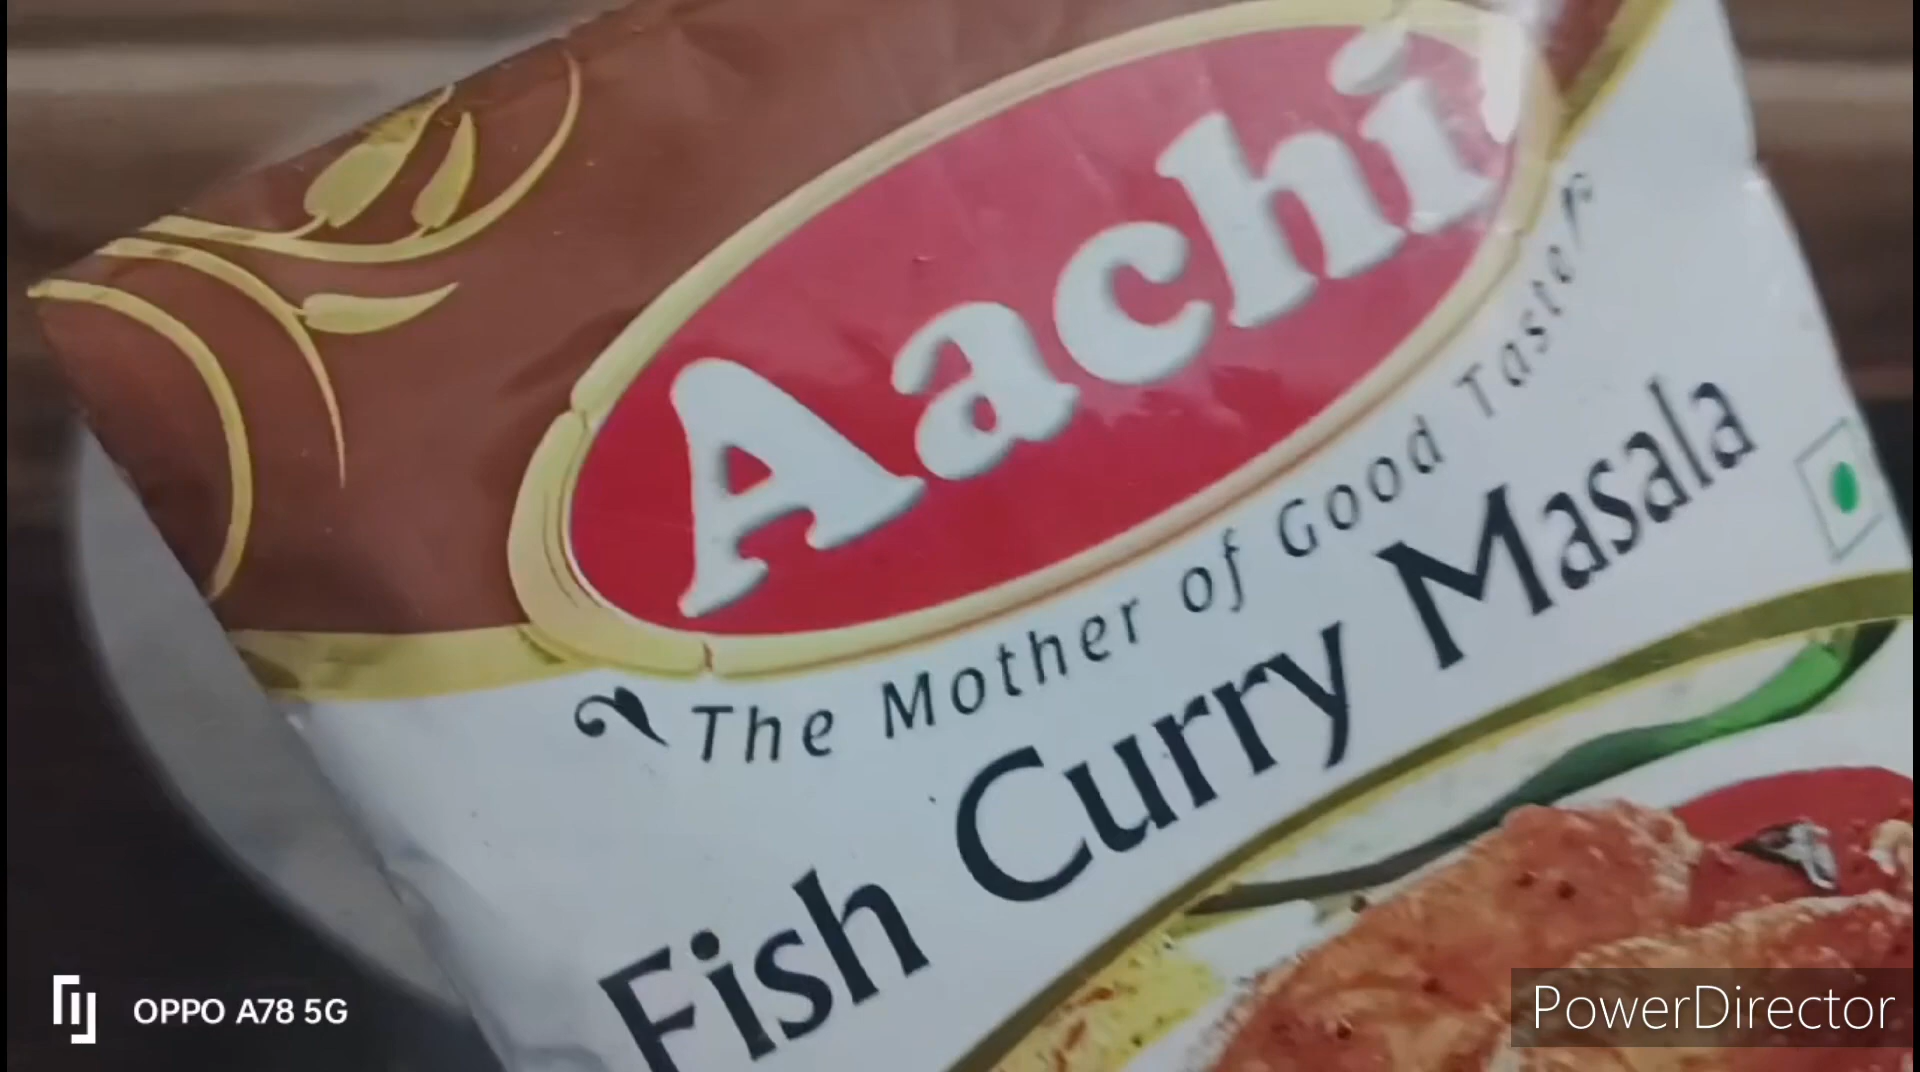 Aachi
The Mother of Good Taste
Fish Curry Masala
OPPO A78 5G
PowerDirector